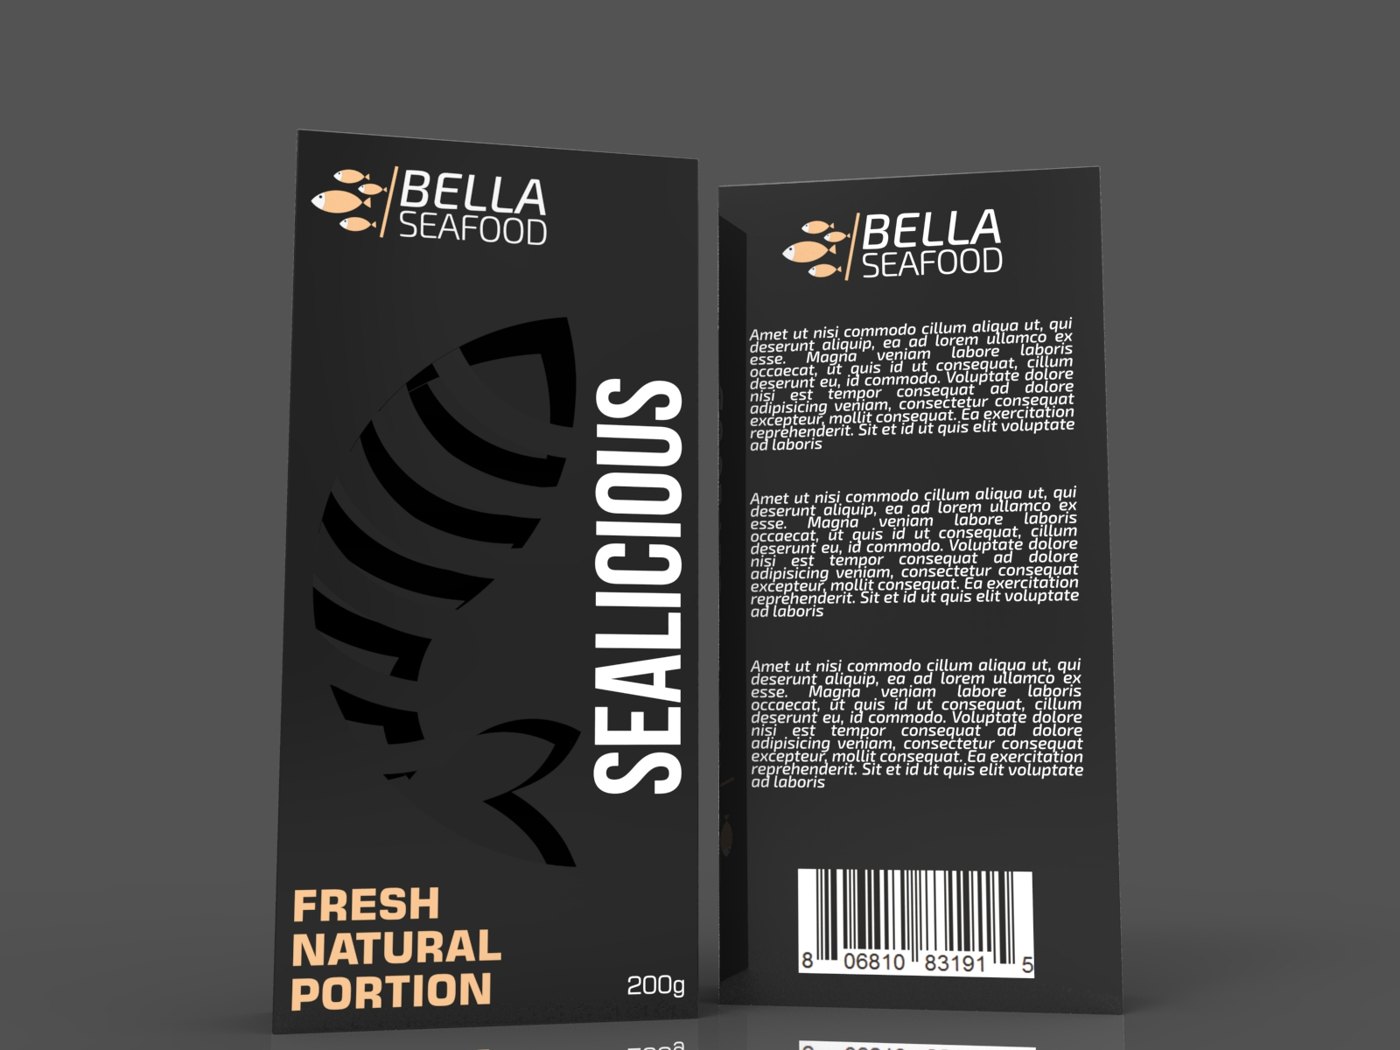 BELLA
SEAFOOD
SEALICIOUS
FRESH
NATURAL
PORTION
200g
BELLA
SEAFOOD
Amet ut nisi commodo cillum aliqua ut, qui
deserunt aliquip, ea ad lorem ullamco ex
esse. Magna veniam labore laboris
occaecat, ut quis id ut consequat, cillum
deserunt eu, id commodo. Voluptate dolore
nisi est tempor consequat ad dolore
adipisicing veniam, consectetur consequat
excepteur, mollit consequat. Ea exercitation
reprehenderit. Sit et id ut quis elit voluptate
ad laboris
Amet ut nisi commodo cillum aliqua ut, qui
deserunt aliquip, ea ad lorem ullamco ex
esse. Magna veniam labore laboris
occaecat, ut quis id ut consequat, cillum
deserunt eu, id commodo. Voluptate dolore
nisi est tempor consequat ad dolore
adipisicing veniam, consectetur consequat
excepteur, mollit consequat. Ea exercitation
reprehenderit. Sit et id ut quis elit voluptate
ad laboris
Amet ut nisi commodo cillum aliqua ut, qui
deserunt aliquip, ea ad lorem ullamco ex
esse. Magna veniam labore laboris
occaecat, ut quis id ut consequat, cillum
deserunt eu, id commodo. Voluptate dolore
nisi est tempor consequat ad dolore
adipisicing veniam, consectetur consequat
excepteur, mollit consequat. Ea exercitation
reprehenderit. Sit et id ut quis elit voluptate
ad laboris
8 06810 83191 5